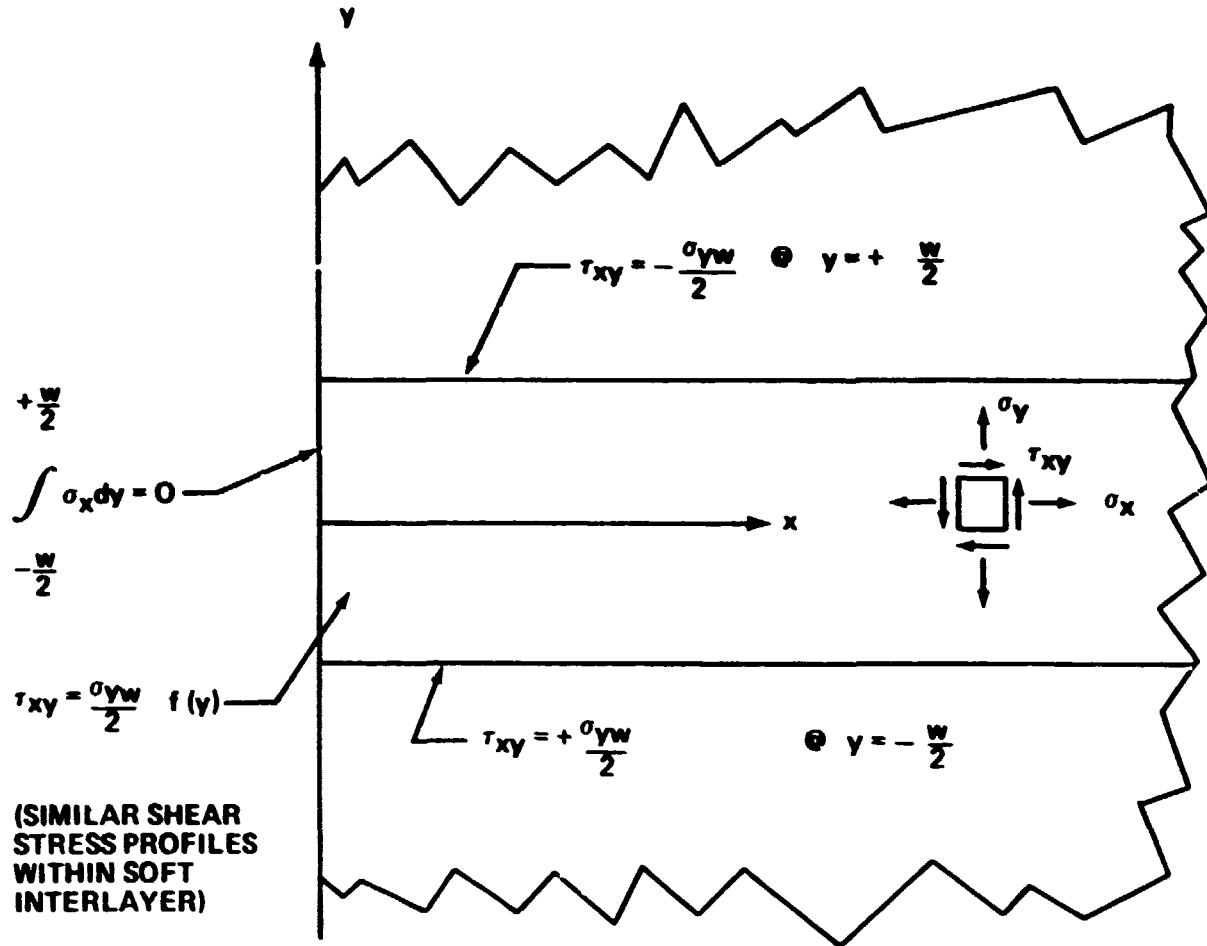 y
τxy = − σyw/2 @ y = + w/2
+ w/2
∫ σxdy = 0
− w/2
σy
τxy
σx
x
τxy = σyw/2 f (y)
τxy = + σyw/2 @ y = − w/2
(SIMILAR SHEAR
STRESS PROFILES
WITHIN SOFT
INTERLAYER)